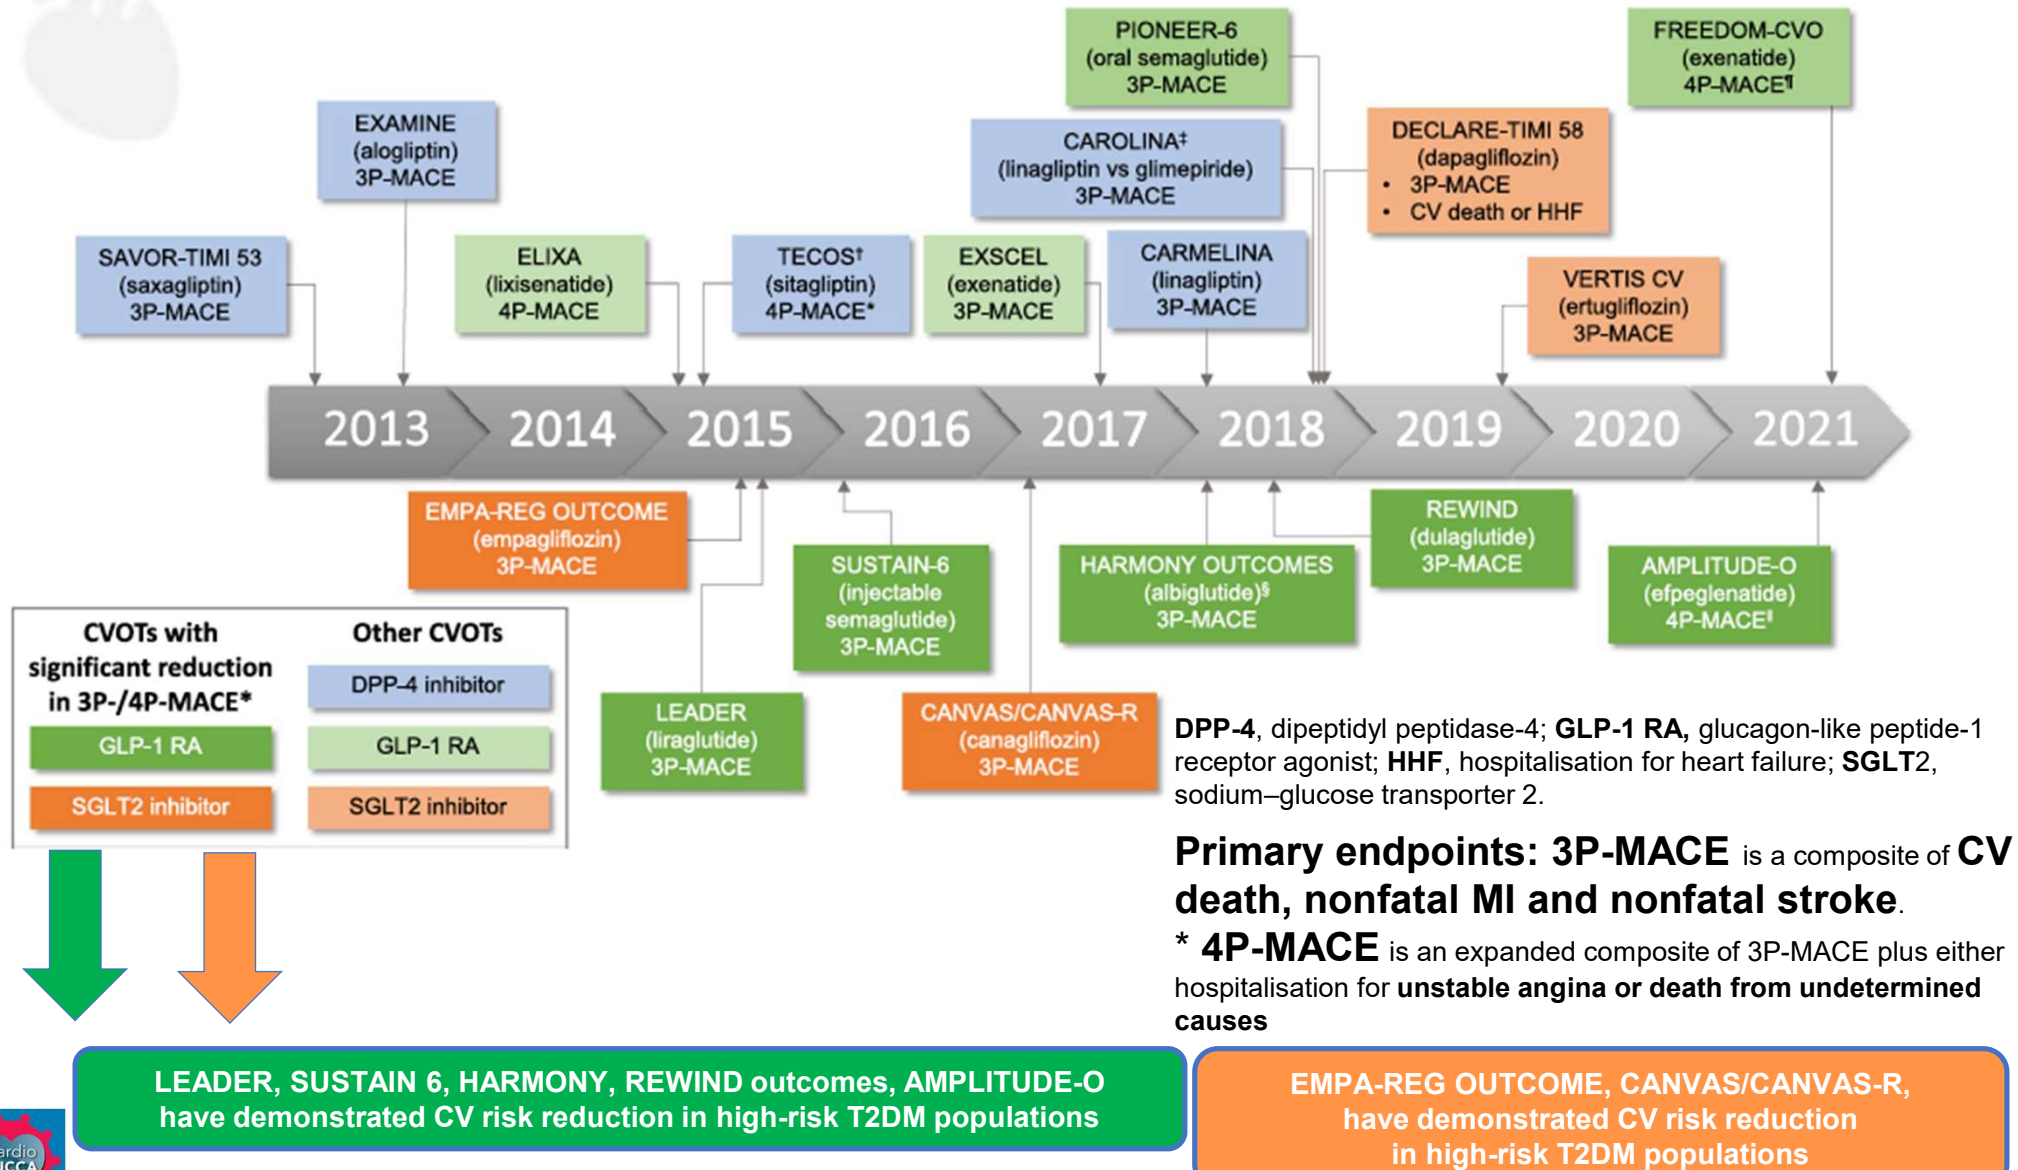 PIONEER-6
(oral semaglutide)
3P-MACE
FREEDOM-CVO
(exenatide)
4P-MACE¶
EXAMINE
(alogliptin)
3P-MACE
CAROLINA‡
(linagliptin vs glimepiride)
3P-MACE
DECLARE-TIMI 58
(dapagliflozin)
• 3P-MACE
• CV death or HHF
SAVOR-TIMI 53
(saxagliptin)
3P-MACE
ELIXA
(lixisenatide)
4P-MACE
TECOS†
(sitagliptin)
4P-MACE*
EXSCEL
(exenatide)
3P-MACE
CARMELINA
(linagliptin)
3P-MACE
VERTIS CV
(ertugliflozin)
3P-MACE
2013 2014 2015 2016 2017 2018 2019 2020 2021
EMPA-REG OUTCOME
(empagliflozin)
3P-MACE
SUSTAIN-6
(injectable
semaglutide)
3P-MACE
HARMONY OUTCOMES
(albiglutide)§
3P-MACE
REWIND
(dulaglutide)
3P-MACE
AMPLITUDE-O
(efpeglenatide)
4P-MACE‖
LEADER
(liraglutide)
3P-MACE
CANVAS/CANVAS-R
(canagliflozin)
3P-MACE
CVOTs with
significant reduction
in 3P-/4P-MACE*
GLP-1 RA
SGLT2 inhibitor
Other CVOTs
DPP-4 inhibitor
GLP-1 RA
SGLT2 inhibitor
DPP-4, dipeptidyl peptidase-4; GLP-1 RA, glucagon-like peptide-1
receptor agonist; HHF, hospitalisation for heart failure; SGLT2,
sodium–glucose transporter 2.
Primary endpoints: 3P-MACE is a composite of CV
death, nonfatal MI and nonfatal stroke.
* 4P-MACE is an expanded composite of 3P-MACE plus either
hospitalisation for unstable angina or death from undetermined
causes
LEADER, SUSTAIN 6, HARMONY, REWIND outcomes, AMPLITUDE-O
have demonstrated CV risk reduction in high-risk T2DM populations
EMPA-REG OUTCOME, CANVAS/CANVAS-R,
have demonstrated CV risk reduction
in high-risk T2DM populations